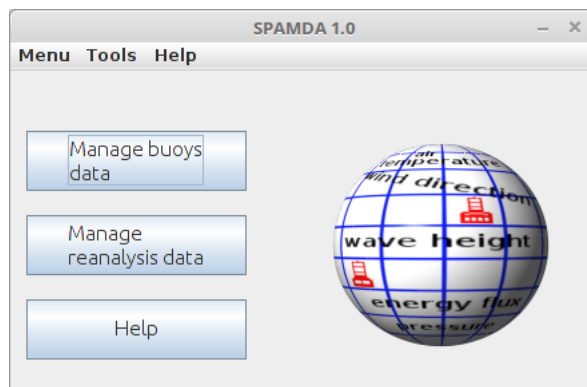 SPAMDA 1.0
Menu Tools Help
Manage buoys
data
Manage
reanalysis data
Help
air
temperature
wind direction
wave height
energy flux
pressure